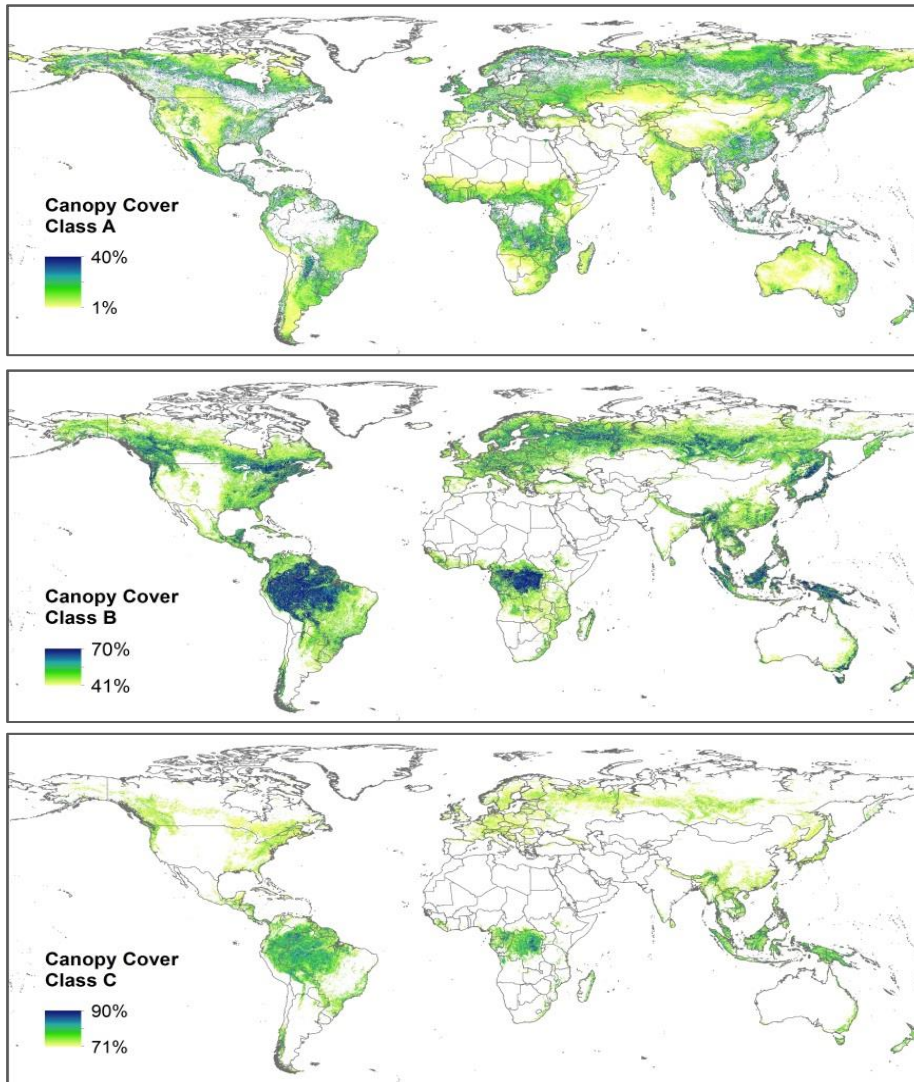 Canopy Cover
Class A
40%
1%
Canopy Cover
Class B
70%
41%
Canopy Cover
Class C
90%
71%